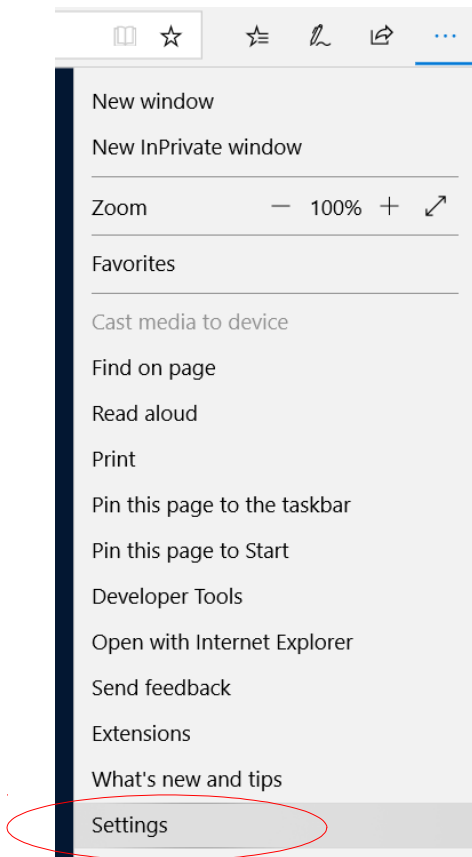 New window
New InPrivate window
Zoom — 100% +
Favorites
Cast media to device
Find on page
Read aloud
Print
Pin this page to the taskbar
Pin this page to Start
Developer Tools
Open with Internet Explorer
Send feedback
Extensions
What's new and tips
Settings